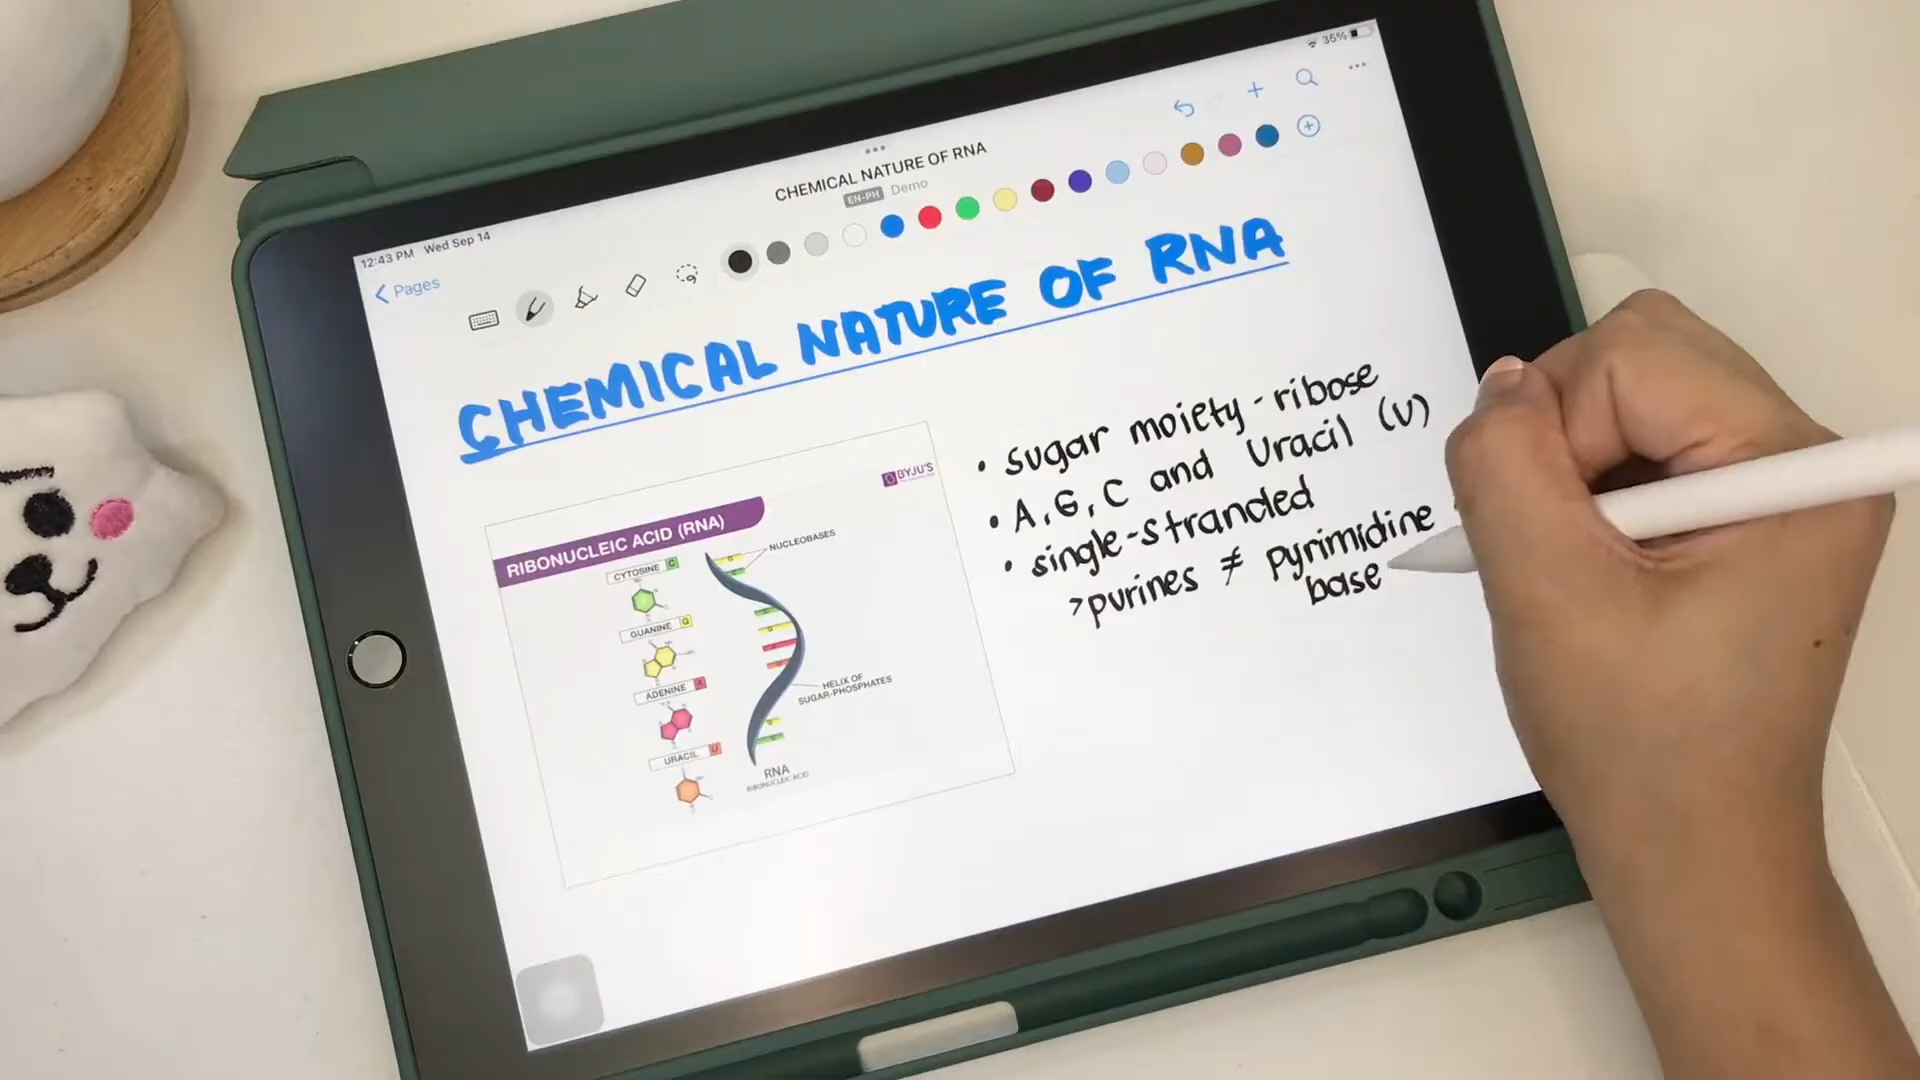 35%
12:43 PM Wed Sep 14
Pages
CHEMICAL NATURE OF RNA
EN-PH Demo
CHEMICAL NATURE OF RNA
BYJU'S
RIBONUCLEIC ACID (RNA)
CYTOSINE C
GUANINE G
ADENINE A
URACIL U
NUCLEOBASES
HELIX OF
SUGAR-PHOSPHATES
RNA
RIBONUCLEIC ACID
• sugar moiety - ribose
• A, G, C and Uracil (U)
• single-stranded
> purines ≠ pyrimidine
base